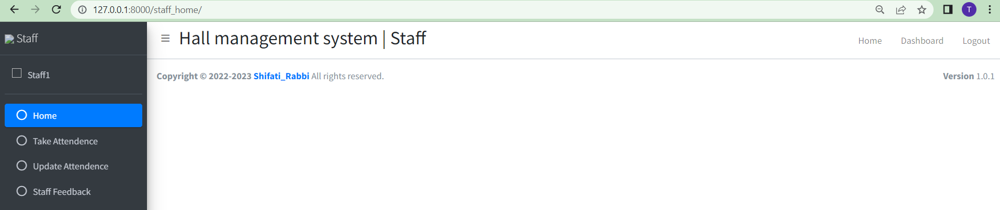 127.0.0.1:8000/staff_home/
T
Staff
Hall management system | Staff
Home Dashboard Logout
Staff1
Copyright © 2022-2023 Shifati_Rabbi All rights reserved.
Version 1.0.1
Home
Take Attendence
Update Attendence
Staff Feedback